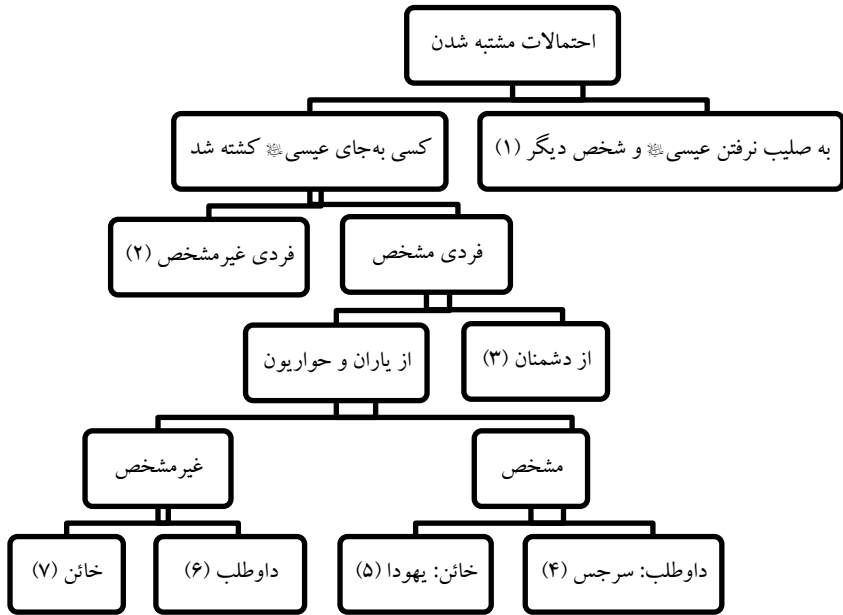 احتمالات مشتبه شدن
به صلیب نرفتن عیسی﵇ و شخص دیگر (۱)
کسی به‌جای عیسی﵇ کشته شد
فردی مشخص
فردی غیرمشخص (۲)
از دشمنان (۳)
از یاران و حواریون
مشخص
غیرمشخص
داوطلب: سرجس (۴)
خائن: یهودا (۵)
داوطلب (۶)
خائن (۷)